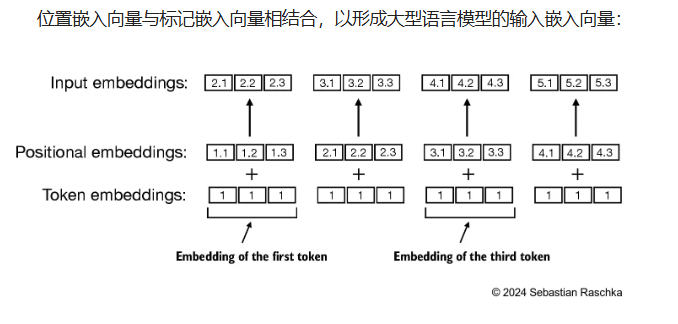 位置嵌入向量与标记嵌入向量相结合，以形成大型语言模型的输入嵌入向量：
Input embeddings: 2.1 2.2 2.3 3.1 3.2 3.3 4.1 4.2 4.3 5.1 5.2 5.3
Positional embeddings: 1.1 1.2 1.3 2.1 2.2 2.3 3.1 3.2 3.3 4.1 4.2 4.3
+ + + +
Token embeddings: 1 1 1 1 1 1 1 1 1 1 1 1
Embedding of the first token Embedding of the third token
© 2024 Sebastian Raschka